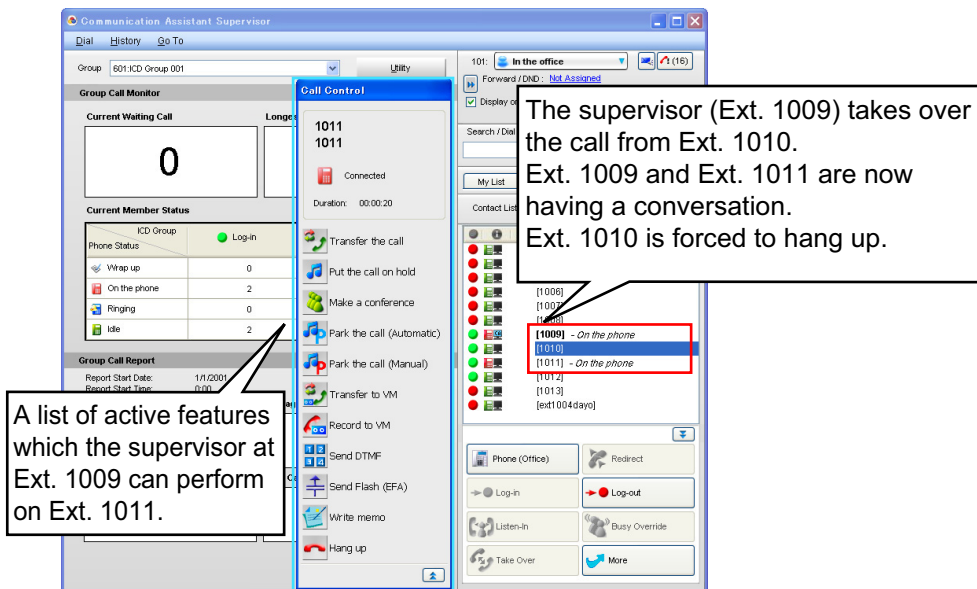 Communication Assistant Supervisor
Dial History Go To
Group 601:ICD Group 001 Utility
Group Call Monitor
Current Waiting Call
0
Current Member Status
ICD Group
Phone Status
Log-in
Wrap up 0
On the phone 2
Ringing 0
Idle 2
Group Call Report
Report Start Date: 1/1/2001
Report Start Time: 0:00
A list of active features
which the supervisor at
Ext. 1009 can perform
on Ext. 1011.
Call Control
1011
1011
Connected
Duration: 00:00:20
Transfer the call
Put the call on hold
Make a conference
Park the call (Automatic)
Park the call (Manual)
Transfer to VM
Record to VM
Send DTMF
Send Flash (EFA)
Write memo
Hang up
101: In the office (16)
Forward / DND : Not Assigned
Display
Search / Dial
My List
Contact List
The supervisor (Ext. 1009) takes over
the call from Ext. 1010.
Ext. 1009 and Ext. 1011 are now
having a conversation.
Ext. 1010 is forced to hang up.
[1006]
[1007]
[1008]
[1009] - On the phone
[1010]
[1011] - On the phone
[1012]
[1013]
[ext1004dayo]
Phone (Office) Redirect
Log-in Log-out
Listen-In Busy Override
Take Over More